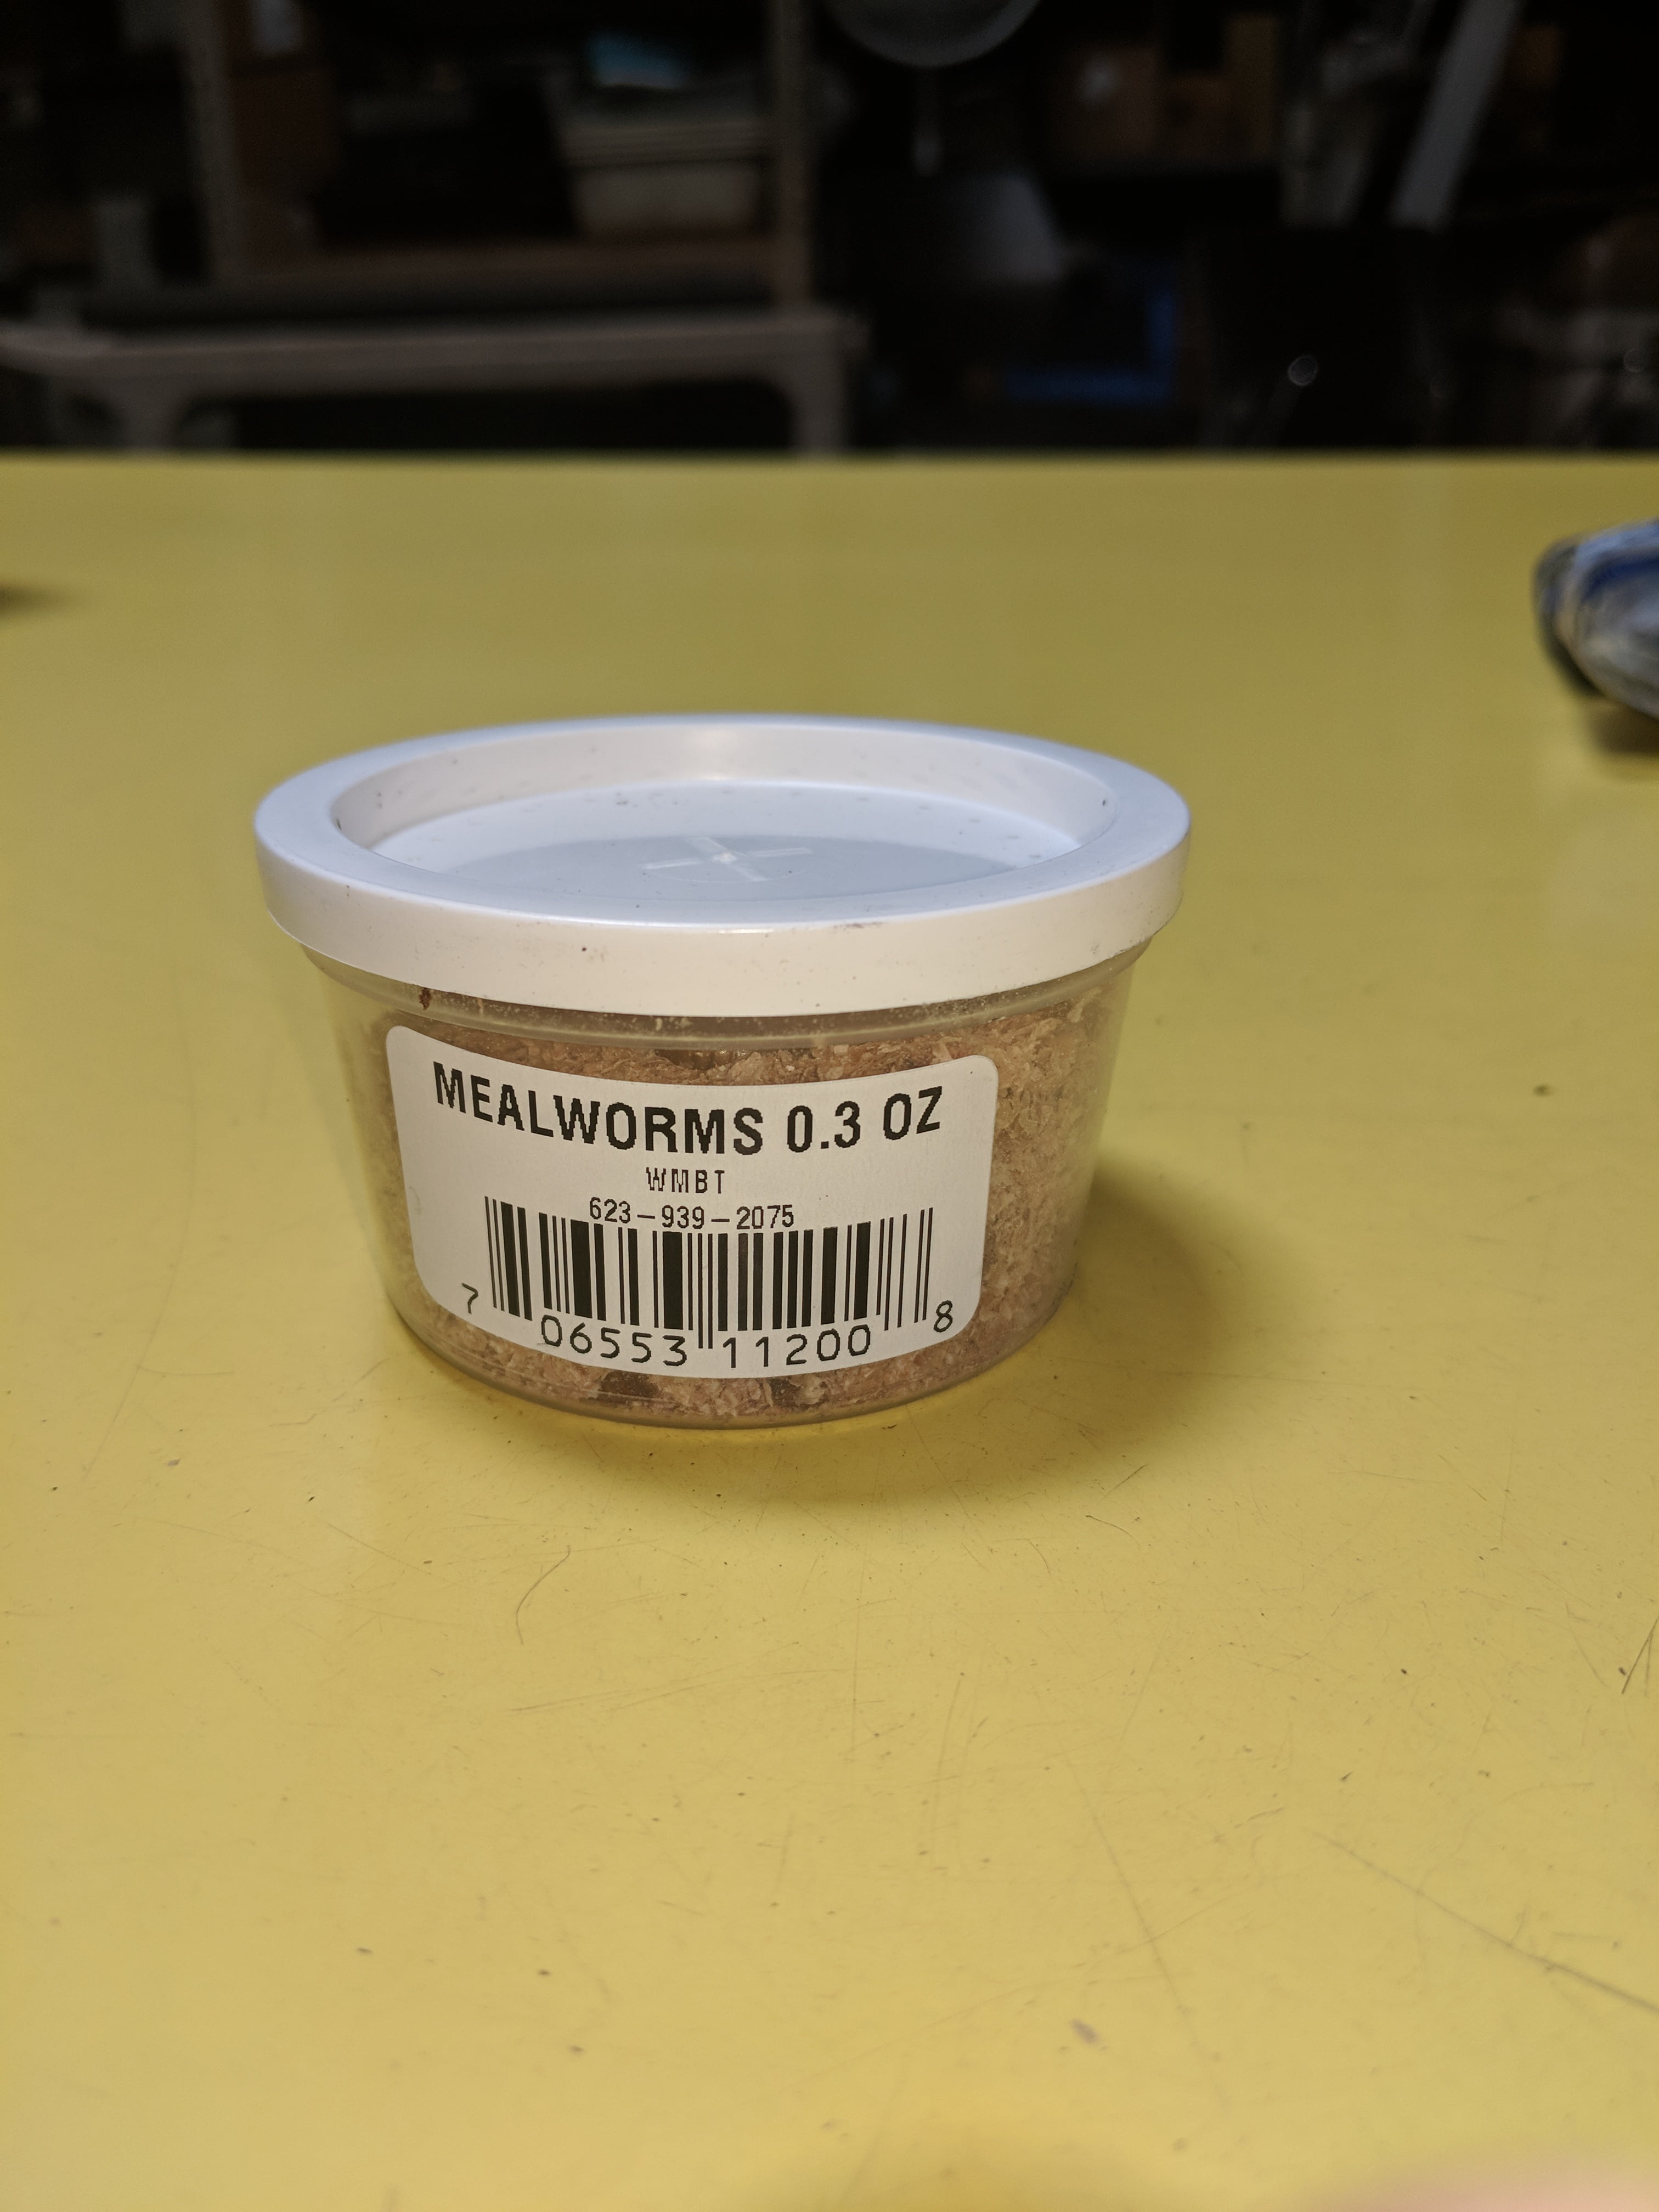 MEALWORMS 0.3 OZ
WMBT
623-939-2075
7 06553 11200 8